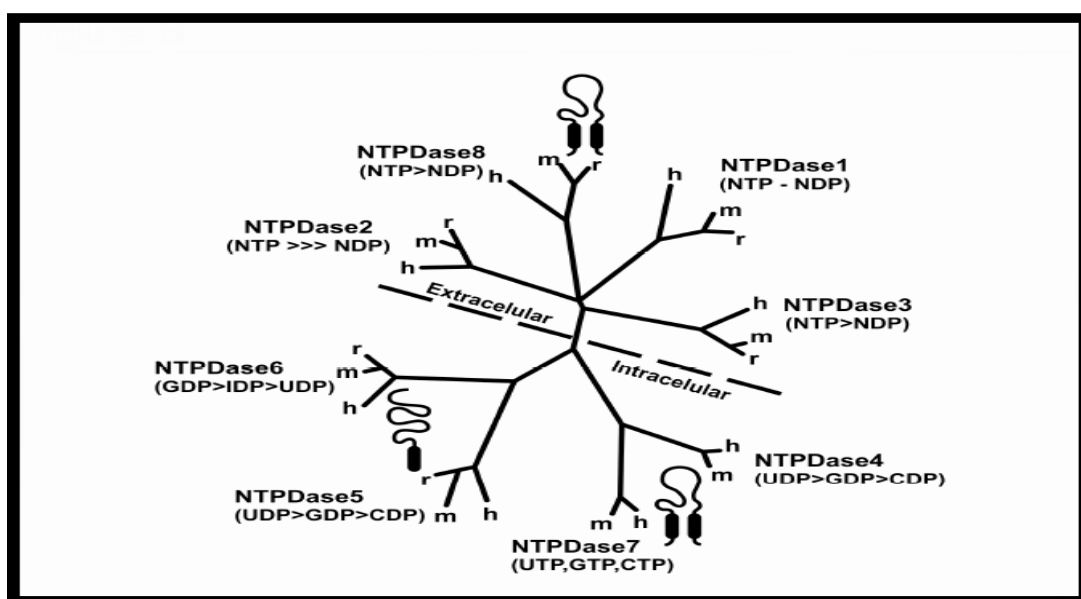 m
r
NTPDase8
(NTP>NDP)
h
NTPDase1
(NTP - NDP)
h
m
r
NTPDase2
(NTP >>> NDP)
r
m
h
Extracelular
h
NTPDase3
(NTP>NDP)
m
r
Intracelular
NTPDase6
(GDP>IDP>UDP)
r
m
h
NTPDase5
(UDP>GDP>CDP)
r
m
h
h
m
NTPDase4
(UDP>GDP>CDP)
m
h
NTPDase7
(UTP,GTP,CTP)